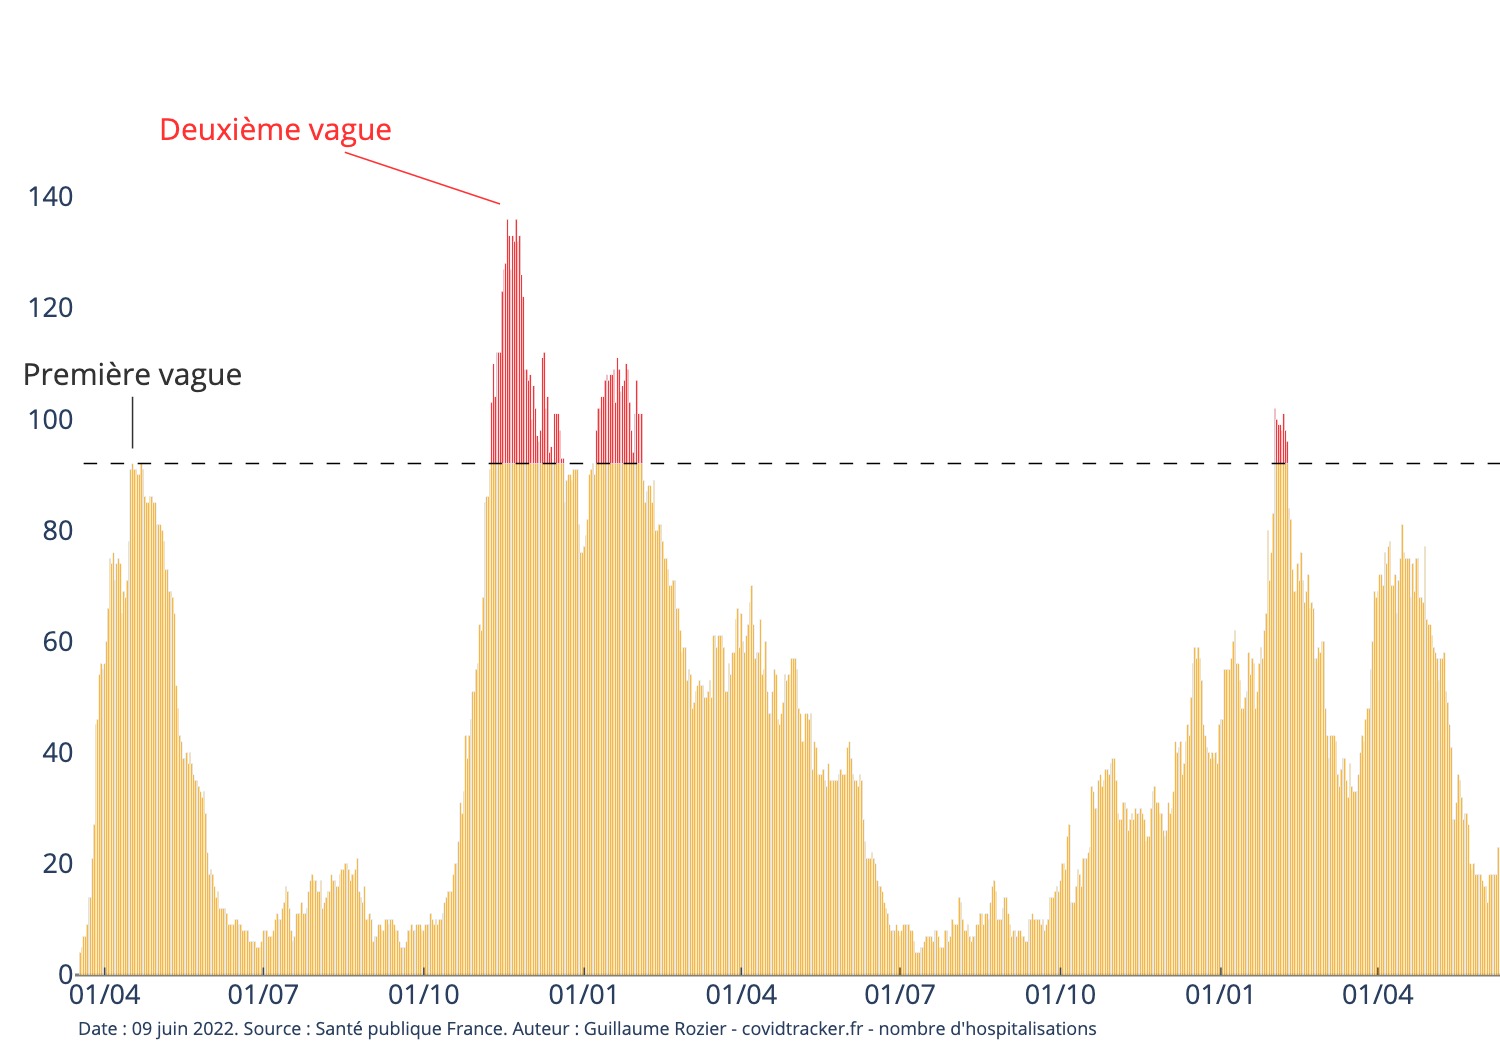 Deuxième vague
140
120
Première vague
100
80
60
40
20
0
01/04 01/07 01/10 01/01 01/04 01/07 01/10 01/01 01/04
Date : 09 juin 2022. Source : Santé publique France. Auteur : Guillaume Rozier - covidtracker.fr - nombre d'hospitalisations